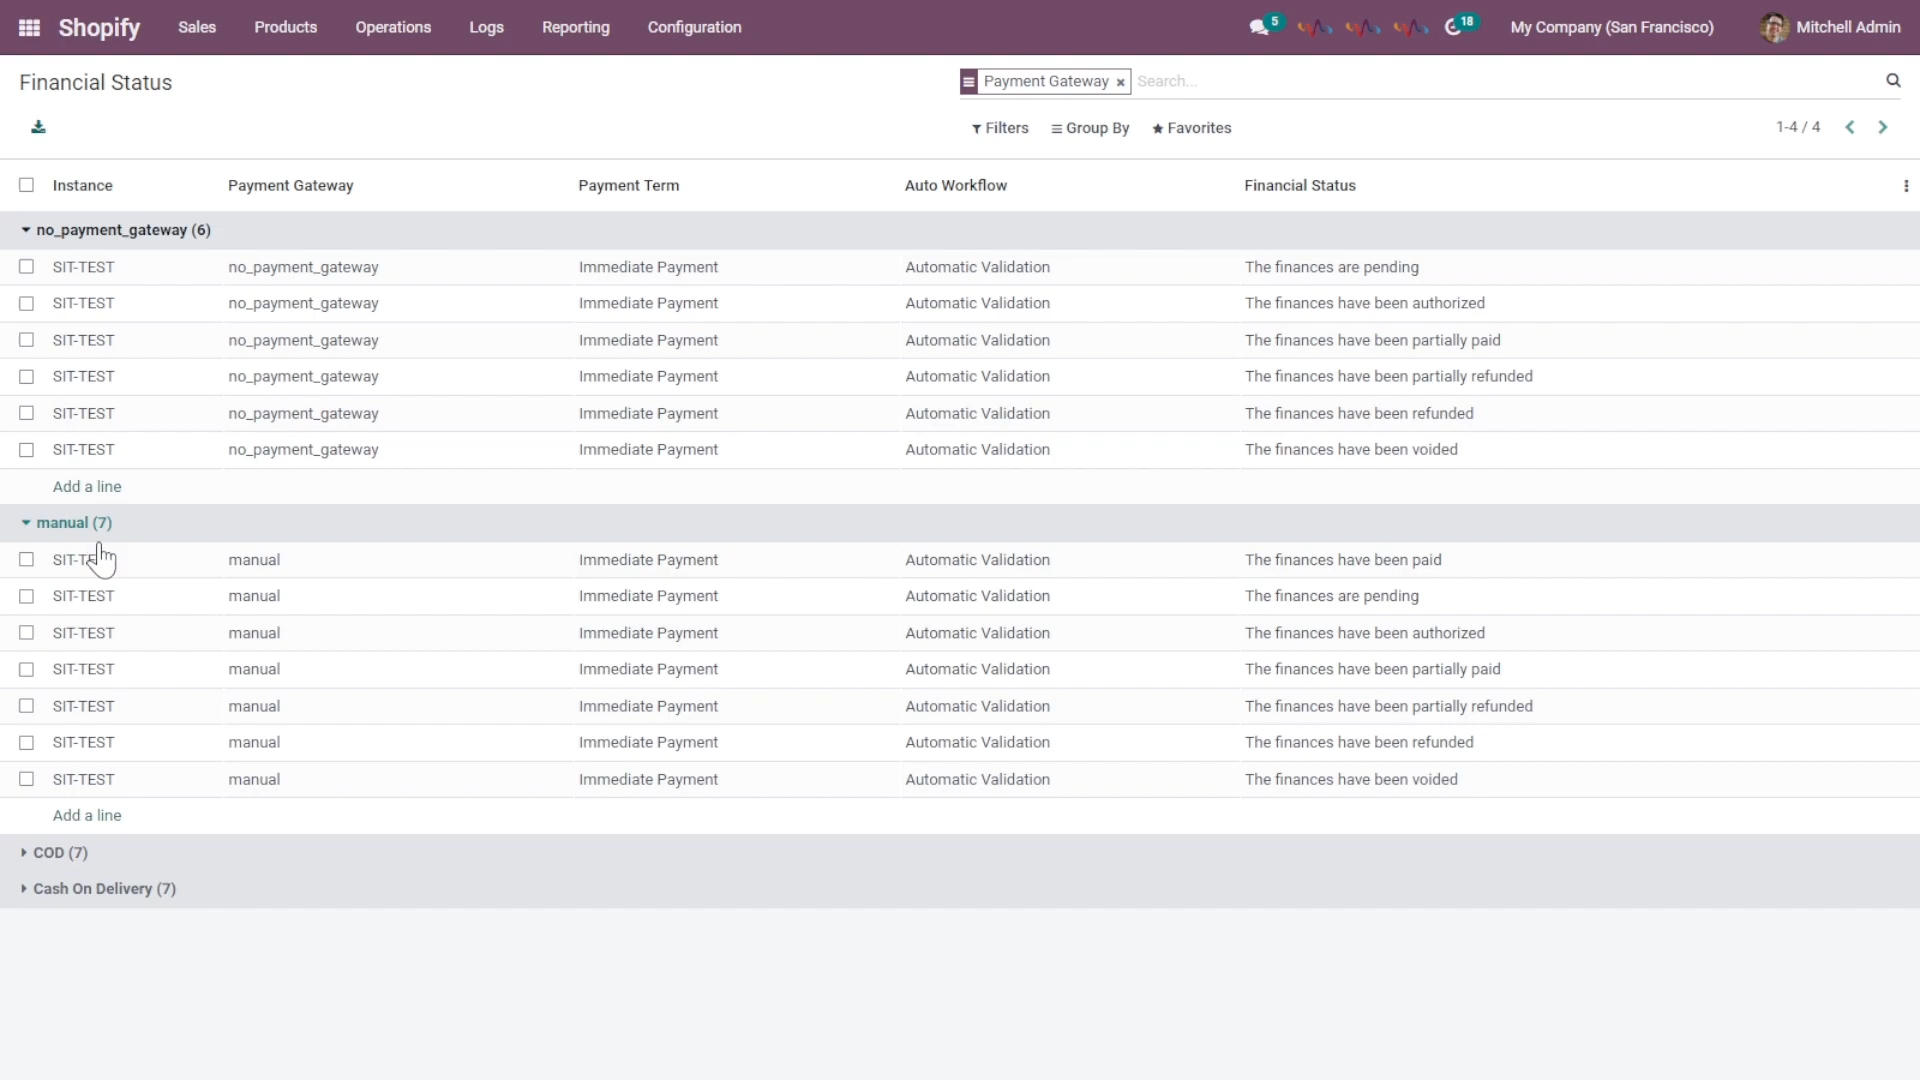 Shopify Sales Products Operations Logs Reporting Configuration 5 18 My Company (San Francisco) Mitchell Admin
Financial Status Payment Gateway × Search...
Filters Group By Favorites 1-4 / 4
Instance Payment Gateway Payment Term Auto Workflow Financial Status
no_payment_gateway (6)
SIT-TEST no_payment_gateway Immediate Payment Automatic Validation The finances are pending
SIT-TEST no_payment_gateway Immediate Payment Automatic Validation The finances have been authorized
SIT-TEST no_payment_gateway Immediate Payment Automatic Validation The finances have been partially paid
SIT-TEST no_payment_gateway Immediate Payment Automatic Validation The finances have been partially refunded
SIT-TEST no_payment_gateway Immediate Payment Automatic Validation The finances have been refunded
SIT-TEST no_payment_gateway Immediate Payment Automatic Validation The finances have been voided
Add a line
manual (7)
SIT-TE manual Immediate Payment Automatic Validation The finances have been paid
SIT-TEST manual Immediate Payment Automatic Validation The finances are pending
SIT-TEST manual Immediate Payment Automatic Validation The finances have been authorized
SIT-TEST manual Immediate Payment Automatic Validation The finances have been partially paid
SIT-TEST manual Immediate Payment Automatic Validation The finances have been partially refunded
SIT-TEST manual Immediate Payment Automatic Validation The finances have been refunded
SIT-TEST manual Immediate Payment Automatic Validation The finances have been voided
Add a line
COD (7)
Cash On Delivery (7)